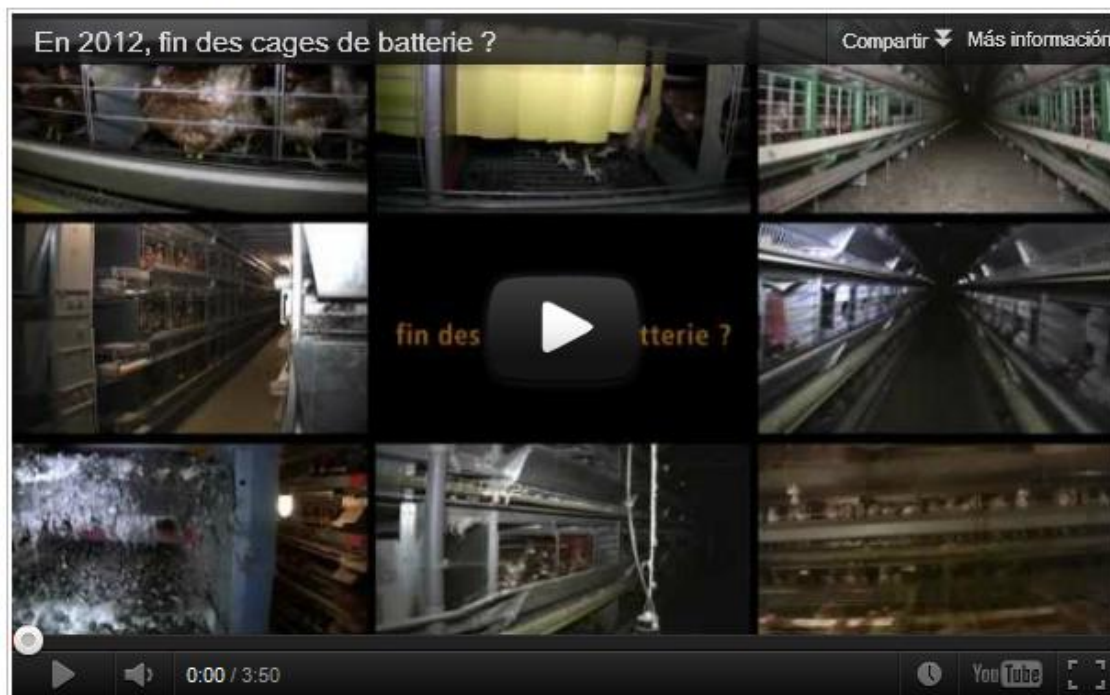 En 2012, fin des cages de batterie ?
Compartir
Más información
fin des tterie ?
0:00 / 3:50
YouTube